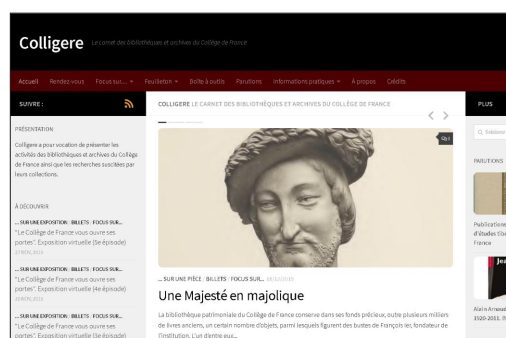 Colligere Le carnet des bibliothèques et archives du Collège de France
Accueil Rendez-vous Focus sur... Feuilleton Boîte à outils Parutions Informations pratiques À propos Crédits
SUIVRE :
PRÉSENTATION
Colligere a pour vocation de présenter les
activités des bibliothèques et archives du Collège
de France ainsi que les recherches suscitées par
leurs collections.
À DÉCOUVRIR
... SUR UNE EXPOSITION / BILLETS / FOCUS SUR...
"Le Collège de France vous ouvre ses
portes". Exposition virtuelle (5e épisode)
... SUR UNE EXPOSITION / BILLETS / FOCUS SUR...
"Le Collège de France vous ouvre ses
portes". Exposition virtuelle (4e épisode)
... SUR UNE EXPOSITION / BILLETS / FOCUS SUR...
"Le Collège de France vous ouvre ses
portes". Exposition virtuelle (3e épisode)
COLLIGERE LE CARNET DES BIBLIOTHÈQUES ET ARCHIVES DU COLLÈGE DE FRANCE
... SUR UNE PIÈCE / BILLETS / FOCUS SUR...
Une Majesté en majolique
La bibliothèque patrimoniale du Collège de France conserve dans ses fonds précieux, outre plusieurs milliers
de livres anciens, un certain nombre d'objets, parmi lesquels figurent des bustes de François Ier, fondateur de
l'institution. L'un d'entre eux...
PLUS
PARUTIONS
Publications
d'études tib
France
Jea
Alain Arnaud
1920-2011.